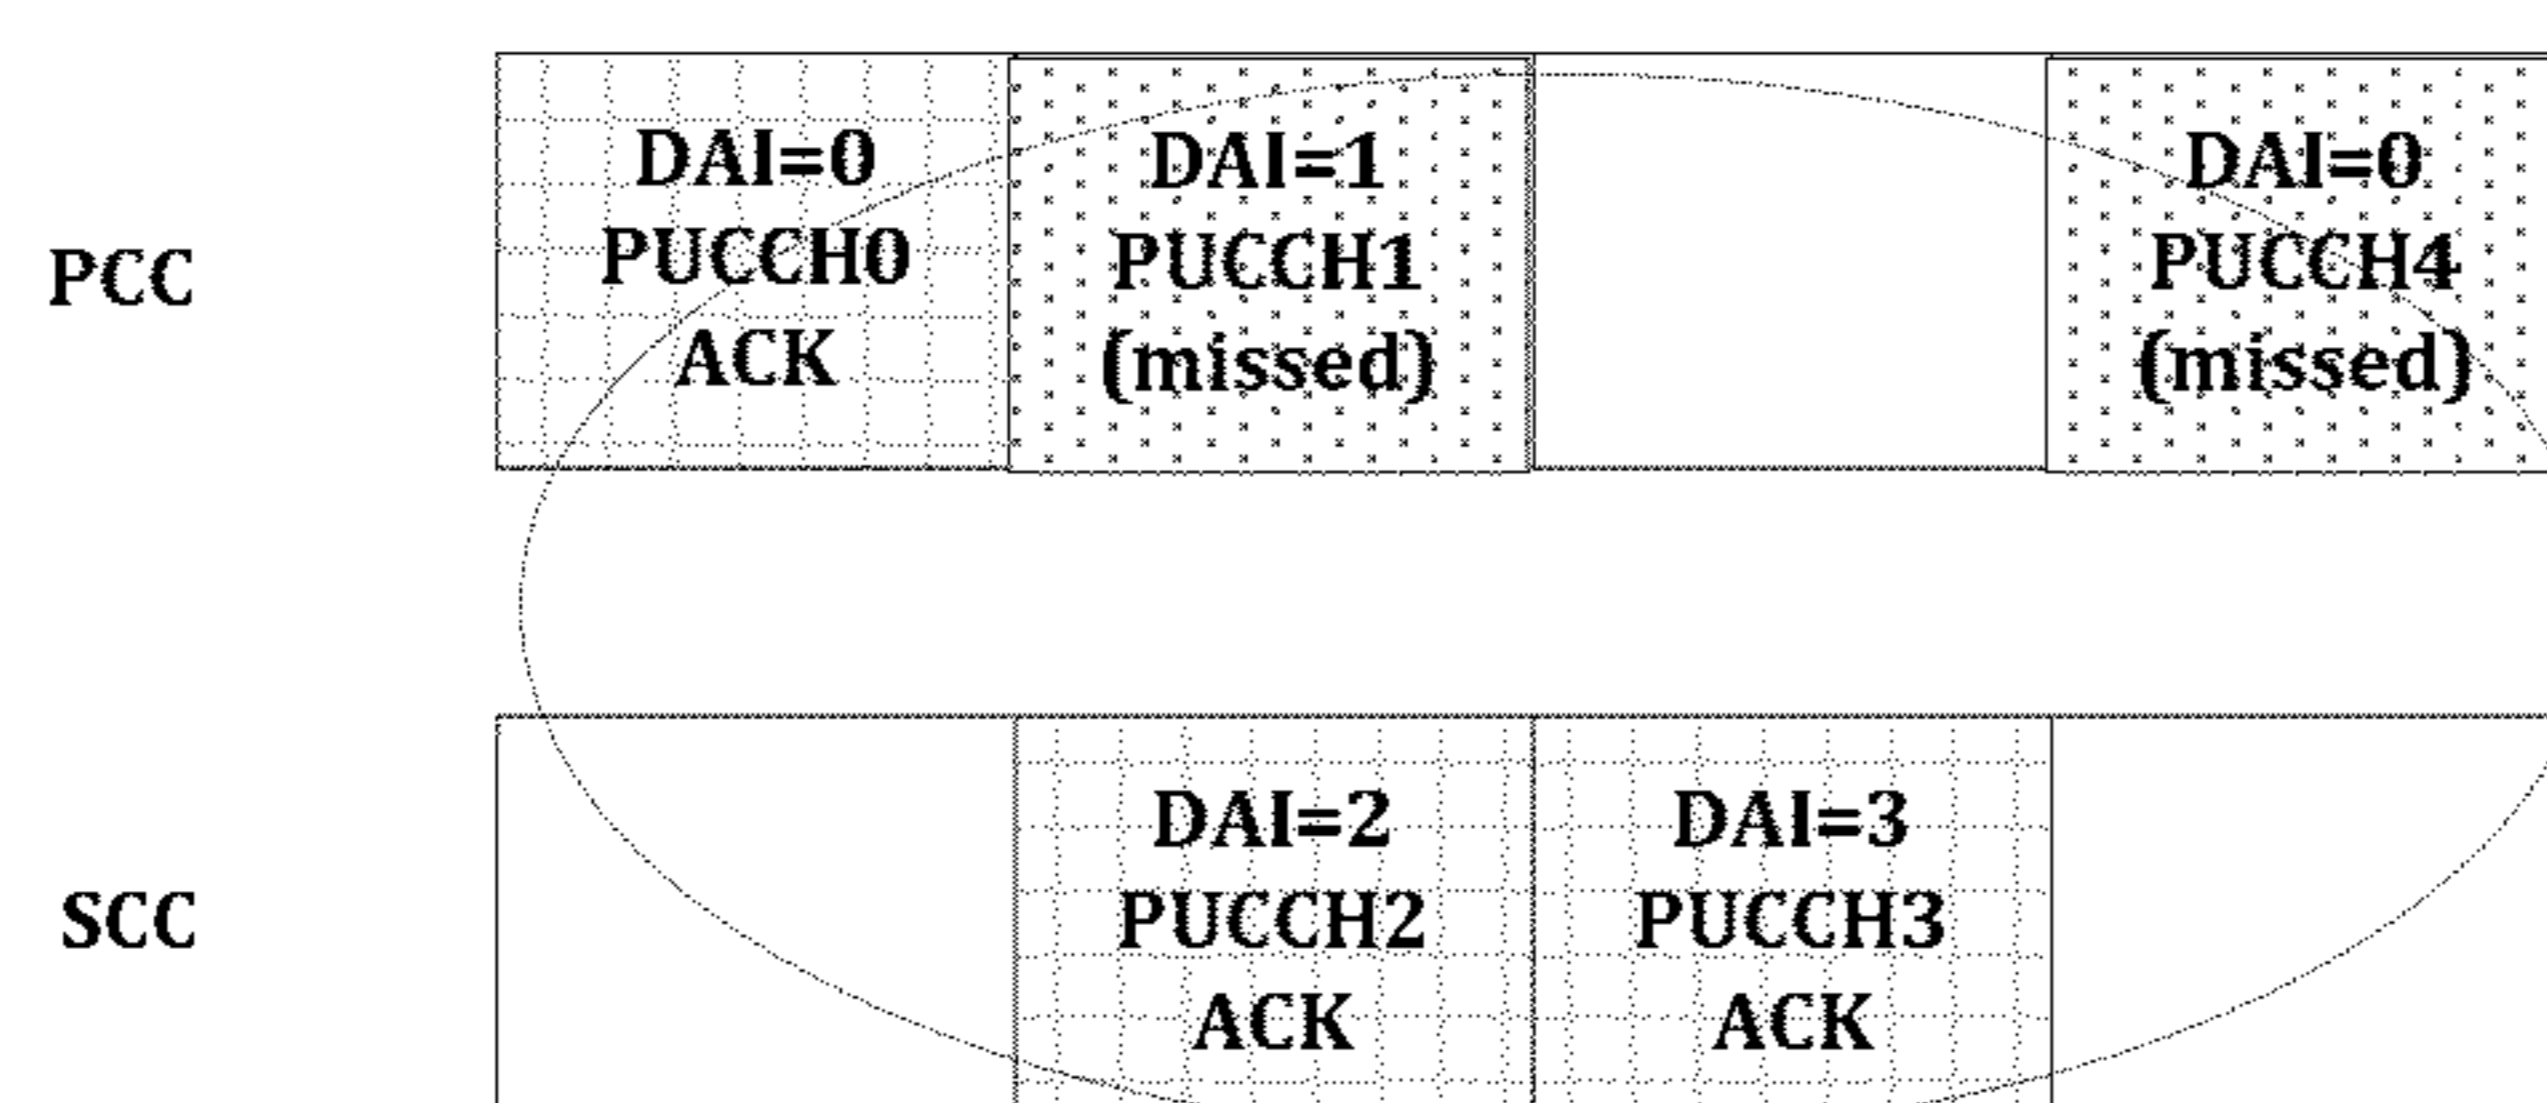 PCC
DAI=0
PUCCH0
ACK
DAI=1
PUCCH1
(missed)
DAI=0
PUCCH4
(missed)
SCC
DAI=2
PUCCH2
ACK
DAI=3
PUCCH3
ACK